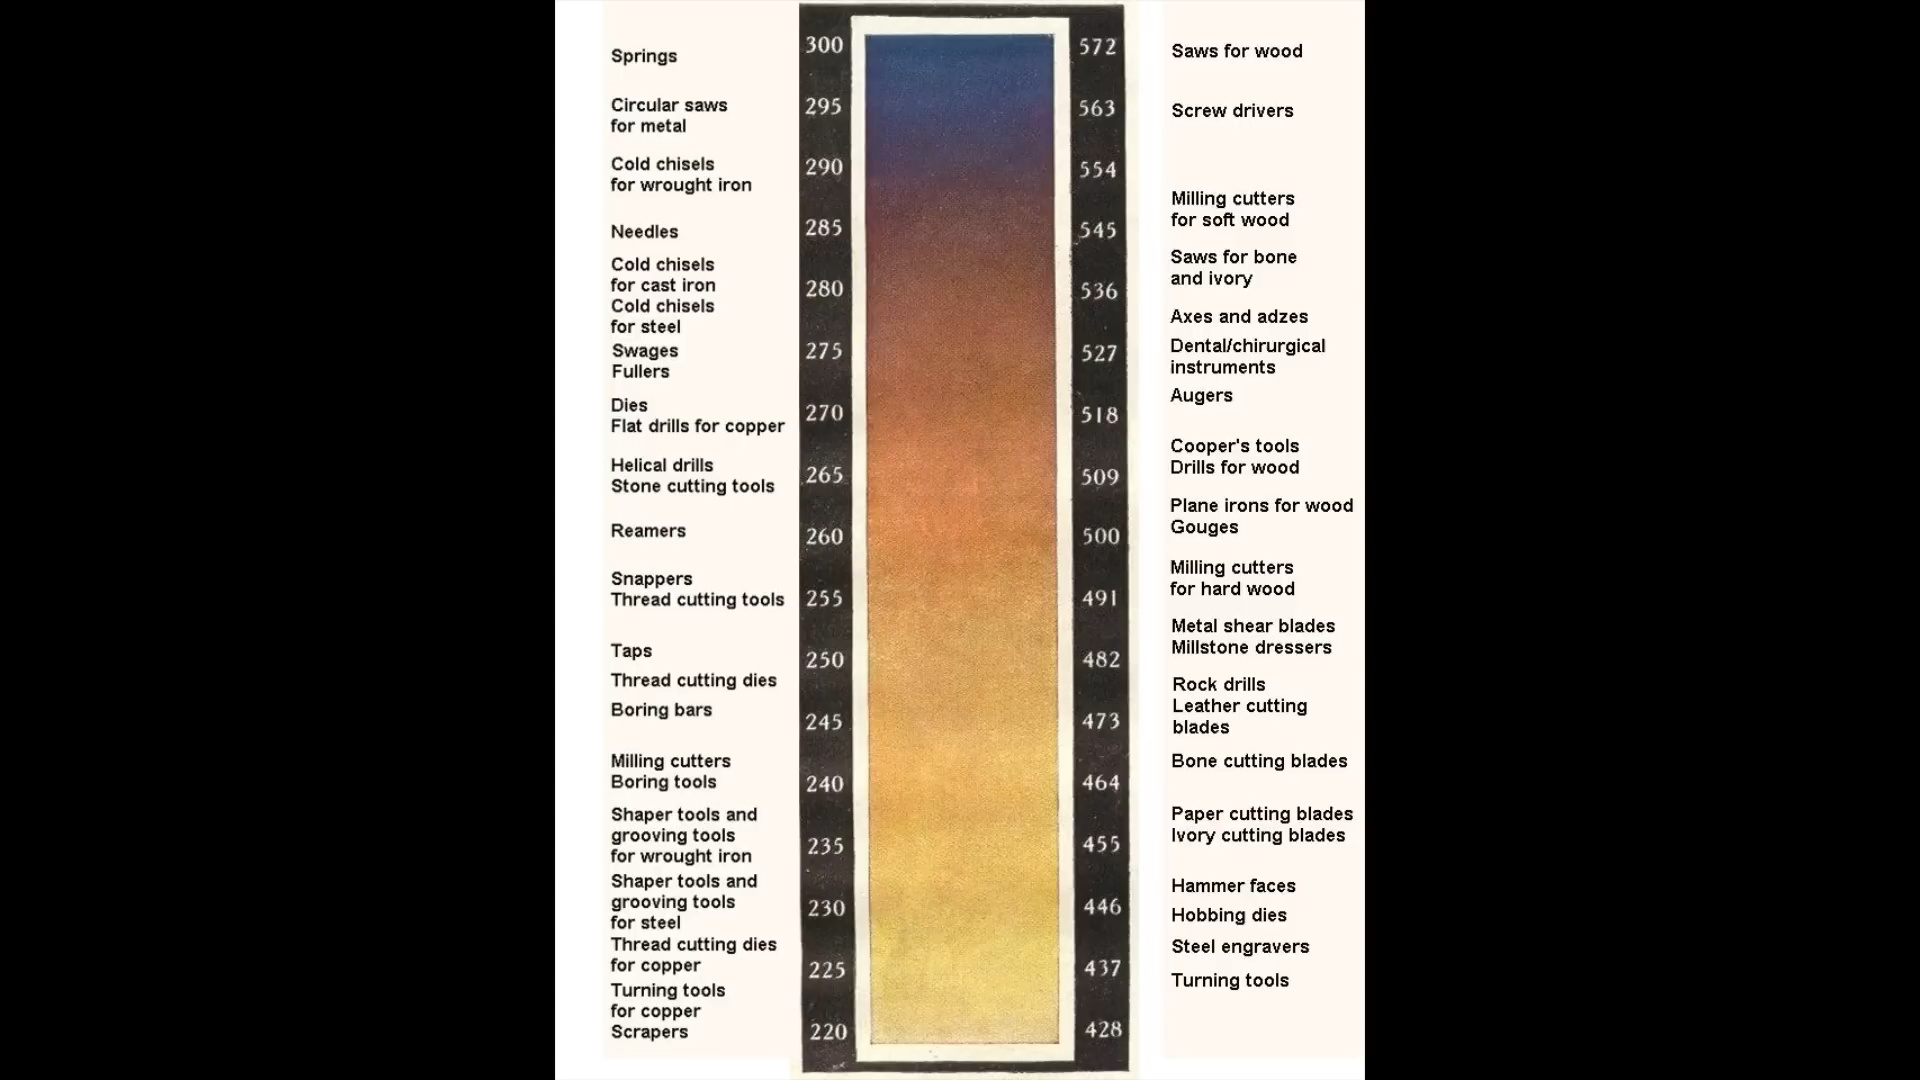 Springs
Circular saws
for metal
Cold chisels
for wrought iron
Needles
Cold chisels
for cast iron
Cold chisels
for steel
Swages
Fullers
Dies
Flat drills for copper
Helical drills
Stone cutting tools
Reamers
Snappers
Thread cutting tools
Taps
Thread cutting dies
Boring bars
Milling cutters
Boring tools
Shaper tools and
grooving tools
for wrought iron
Shaper tools and
grooving tools
for steel
Thread cutting dies
for copper
Turning tools
for copper
Scrapers
300
295
290
285
280
275
270
265
260
255
250
245
240
235
230
225
220
572
563
554
545
536
527
518
509
500
491
482
473
464
455
446
437
428
Saws for wood
Screw drivers
Milling cutters
for soft wood
Saws for bone
and ivory
Axes and adzes
Dental/chirurgical
instruments
Augers
Cooper's tools
Drills for wood
Plane irons for wood
Gouges
Milling cutters
for hard wood
Metal shear blades
Millstone dressers
Rock drills
Leather cutting
blades
Bone cutting blades
Paper cutting blades
Ivory cutting blades
Hammer faces
Hobbing dies
Steel engravers
Turning tools